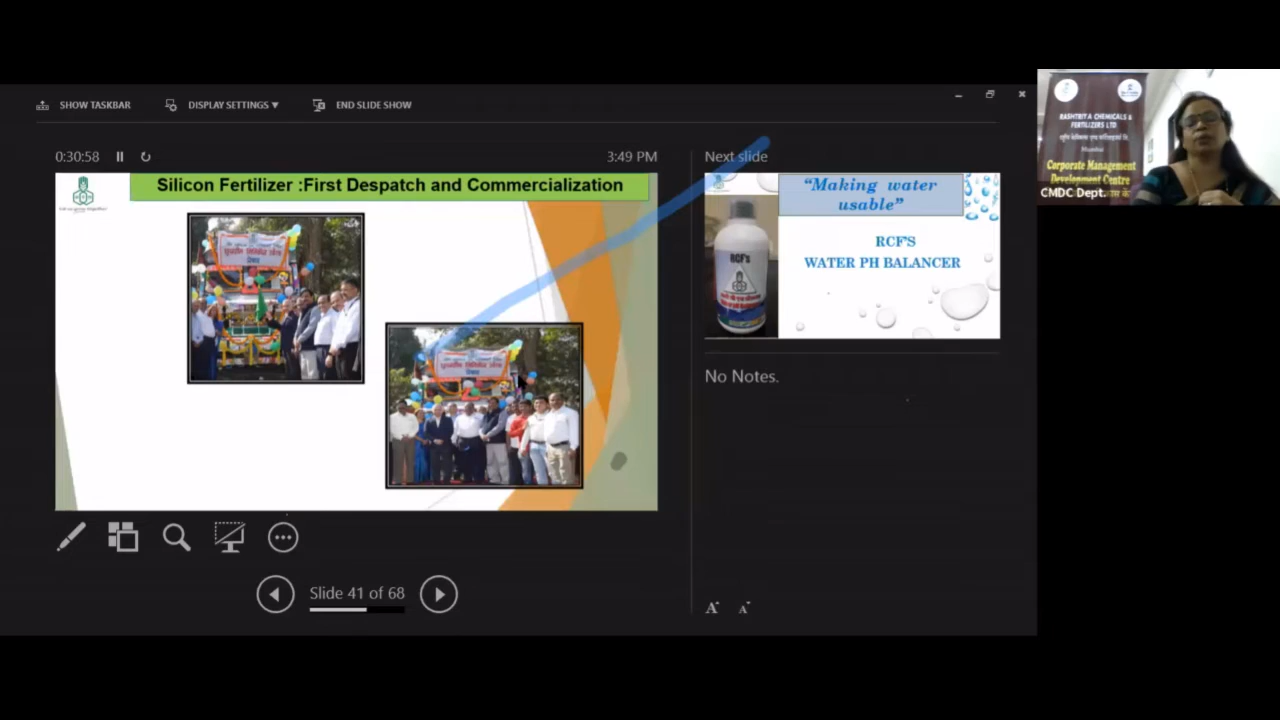 SHOW TASKBAR
DISPLAY SETTINGS ▼
END SLIDE SHOW
0:30:58
3:49 PM
Silicon Fertilizer :First Despatch and Commercialization
Next slide
“Making water
usable”
RCF'S
WATER PH BALANCER
RCF's
No Notes.
Slide 41 of 68
A
A
RASHTRIYA CHEMICALS &
FERTILIZERS LTD
Mumbai
Corporate Management
Development Centre
CMDC Dept.